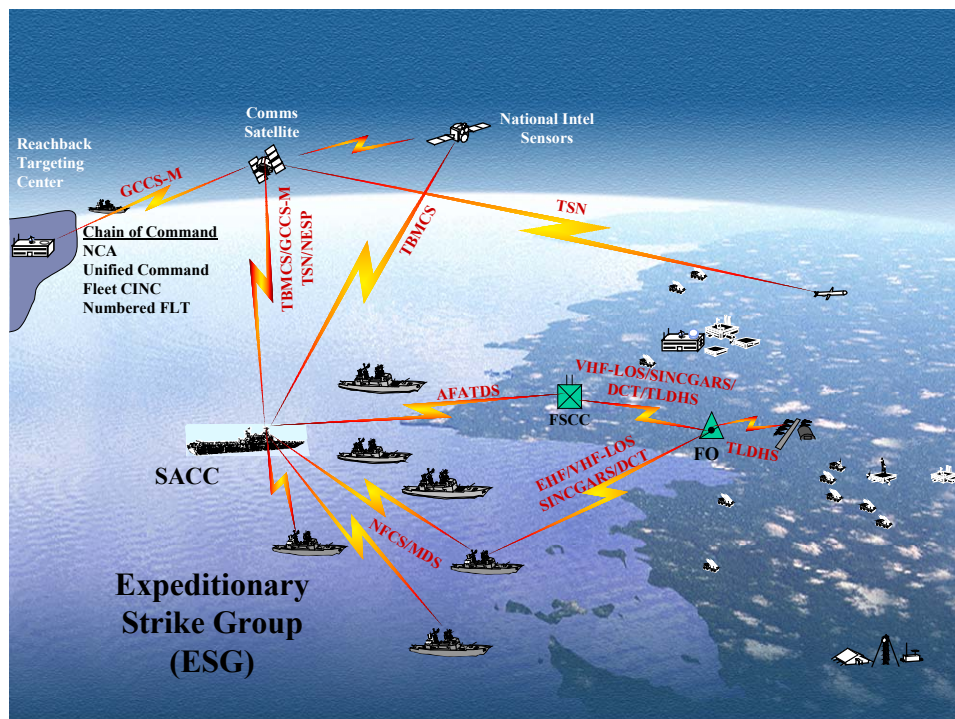 Comms
Satellite
National Intel
Sensors
Reachback
Targeting
Center
GCCS-M
Chain of Command
NCA
Unified Command
Fleet CINC
Numbered FLT
TBMCS/GCCS-M
TSN/NESP
TBMCS
TSN
AFATDS
VHF-LOS/SINCGARS/
DCT/TLDHS
FSCC
FO
TLDHS
EHF/VHF-LOS
SINCGARS/DCT
SACC
NFCS/MDS
Expeditionary
Strike Group
(ESG)